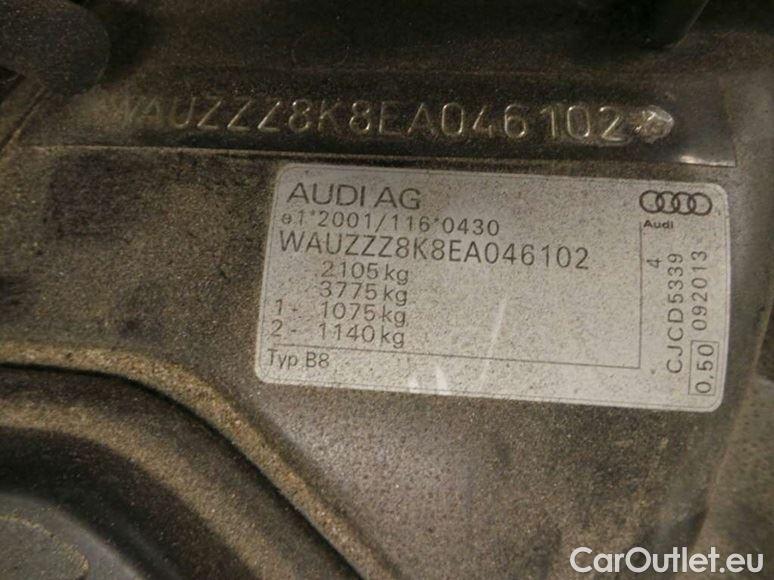 WAUZZZ8K8EA046102
AUDI AG
e1*2001/116*0430
WAUZZZ8K8EA046102
2105kg
3775kg
1- 1075kg
2- 1140kg
Typ B8
Audi
4
CJCD5339
0,50 092013
CarOutlet.eu